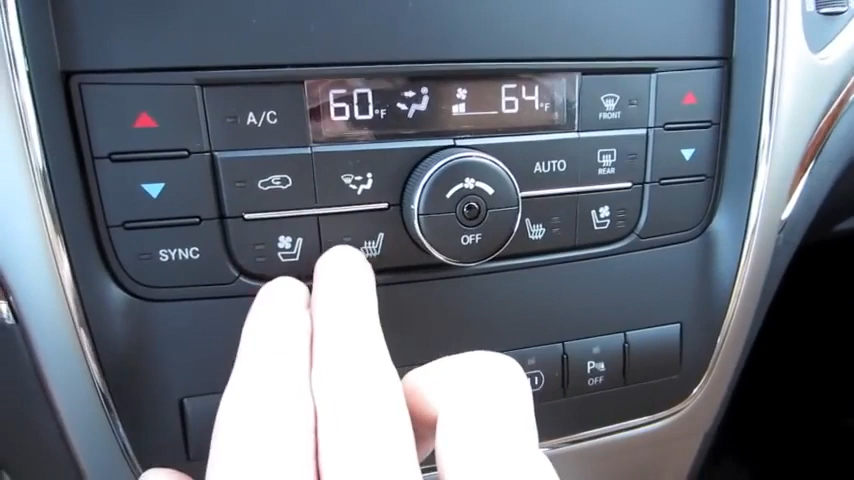 60°F 64°F
A/C FRONT
AUTO REAR
SYNC OFF
P OFF